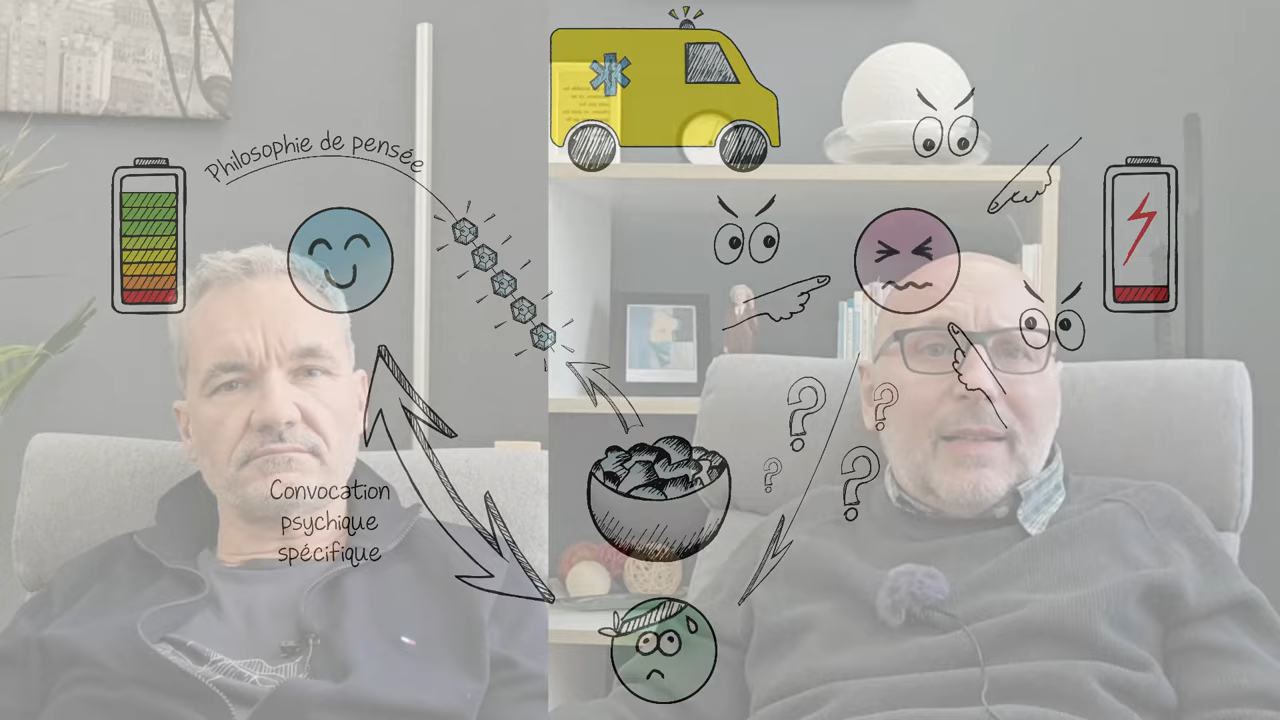 Philosophie de pensée
Convocation
psychique
spécifique
?
?
?
?